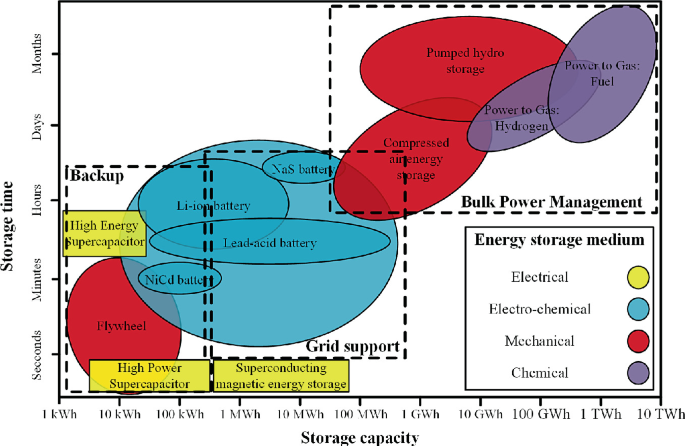 Storage time
Months
Days
Hours
Minutes
Secconds
Pumped hydro
storage
Power to Gas:
Fuel
Power to Gas:
Hydrogen
Compressed
air energy
storage
Bulk Power Management
Backup
NaS battery
Li-ion battery
High Energy
Supercapacitor
Lead-acid battery
NiCd battery
Flywheel
Grid support
High Power
Supercapacitor
Superconducting
magnetic energy storage
Energy storage medium
Electrical
Electro-chemical
Mechanical
Chemical
1 kWh 10 kWh 100 kWh 1 MWh 10 MWh 100 MWh 1 GWh 10 GWh 100 GWh 1 TWh 10 TWh
Storage capacity